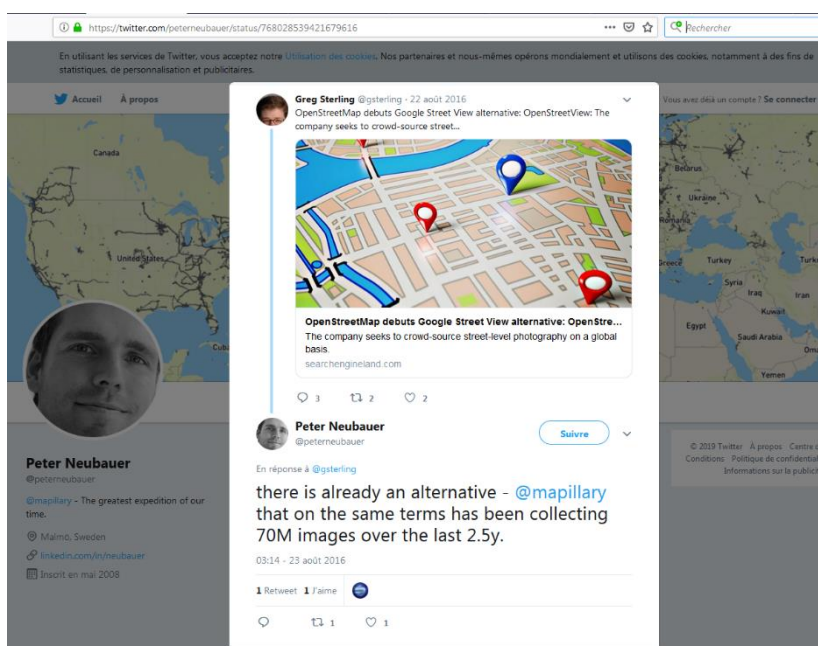 https://twitter.com/peterneubauer/status/768028539421679616
Rechercher
En utilisant les services de Twitter, vous acceptez notre Utilisation des cookies. Nos partenaires et nous-mêmes opérons mondialement et utilisons des cookies, notamment à des fins de
statistiques, de personnalisation et publicitaires.
Accueil À propos
Vous avez déjà un compte ? Se connecter
Greg Sterling @gsterling · 22 août 2016
OpenStreetMap debuts Google Street View alternative: OpenStreetView: The
company seeks to crowd-source street...
Canada
United States
Cuba
Belarus
Ukraine
Romania
Greece
Turkey
Syria
Iraq
Iran
Kuwait
Egypt
Saudi Arabia
Yemen
OpenStreetMap debuts Google Street View alternative: OpenStre...
The company seeks to crowd-source street-level photography on a global
basis.
searchengineland.com
3 2 2
Peter Neubauer
@peterneubauer
Suivre
En réponse à @gsterling
there is already an alternative - @mapillary
that on the same terms has been collecting
70M images over the last 2.5y.
03:14 - 23 août 2016
1 Retweet 1 J'aime
1 1
Peter Neubauer
@peterneubauer
@mapillary - The greatest expedition of our
time.
Malmö, Sweden
linkedin.com/in/neubauer
Inscrit en mai 2008
© 2019 Twitter À propos Centre
Conditions Politique de
Informations sur la